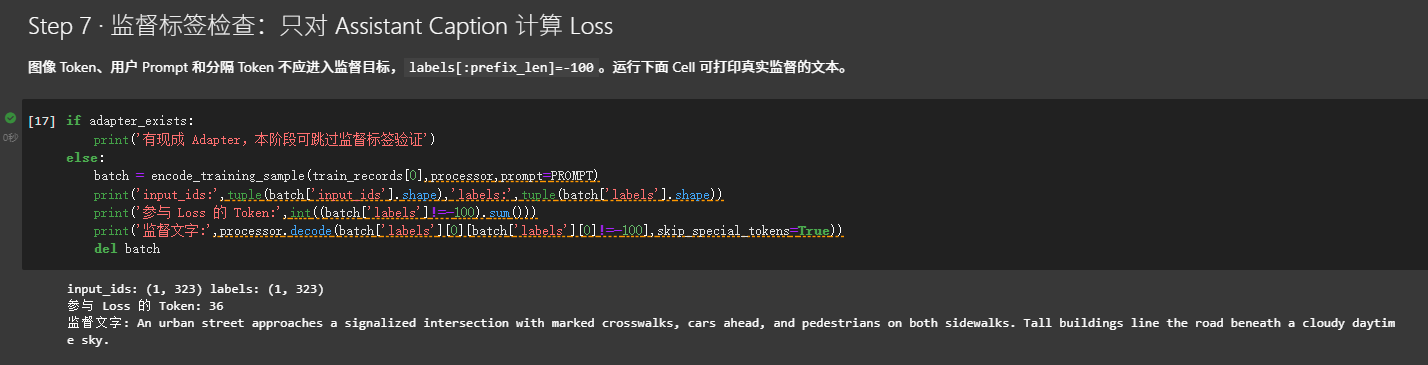 Step 7 · 监督标签检查：只对 Assistant Caption 计算 Loss
图像 Token、用户 Prompt 和分隔 Token 不应进入监督目标，labels[:prefix_len]=-100。运行下面 Cell 可打印真实监督的文本。
[17] if adapter_exists:
0秒
    print('有现成 Adapter，本阶段可跳过监督标签验证')
else:
    batch = encode_training_sample(train_records[0],processor,prompt=PROMPT)
    print('input_ids:',tuple(batch['input_ids'].shape),'labels:',tuple(batch['labels'].shape))
    print('参与 Loss 的 Token:',int((batch['labels']!=-100).sum()))
    print('监督文字:',processor.decode(batch['labels'][0][batch['labels'][0]!=-100],skip_special_tokens=True))
    del batch
input_ids: (1, 323) labels: (1, 323)
参与 Loss 的 Token: 36
监督文字: An urban street approaches a signalized intersection with marked crosswalks, cars ahead, and pedestrians on both sidewalks. Tall buildings line the road beneath a cloudy daytim
e sky.